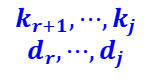 k_{r+1}, ⋯, k_j
d_r, ⋯, d_j